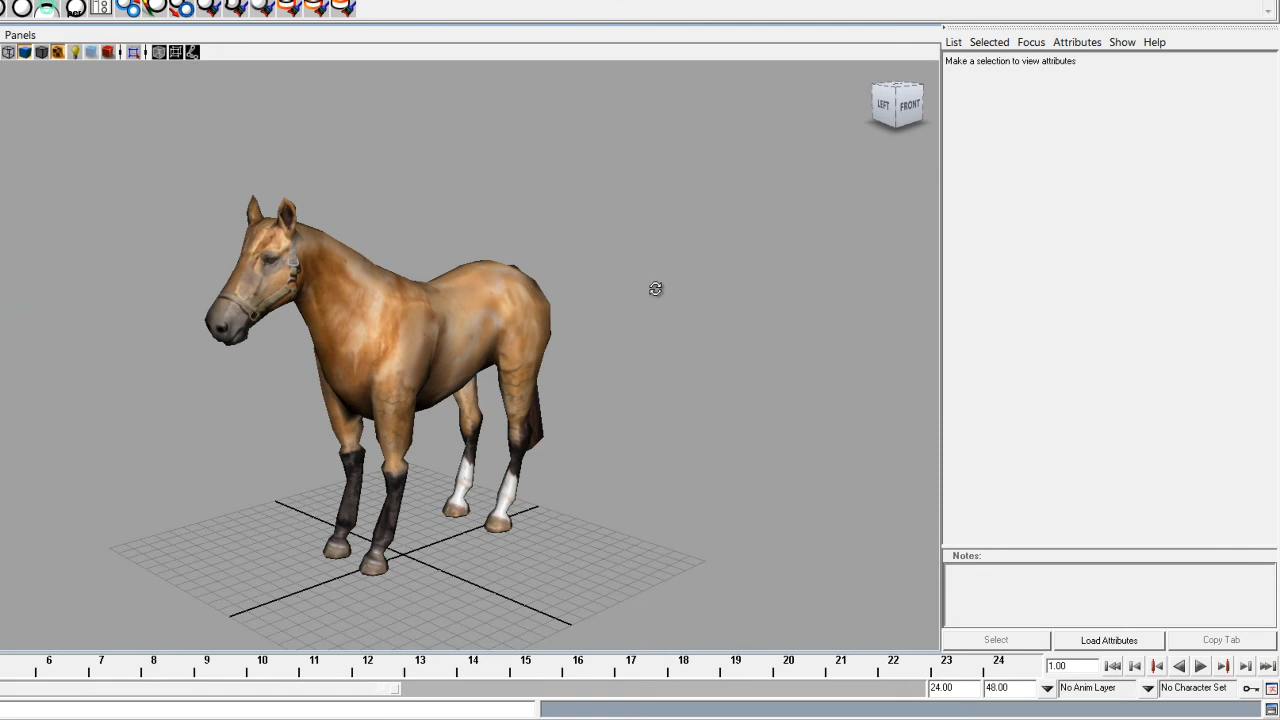 Panels
List Selected Focus Attributes Show Help
Make a selection to view attributes
LEFT FRONT
Notes:
Select Load Attributes Copy Tab
6 7 8 9 10 11 12 13 14 15 16 17 18 19 20 21 22 23 24 1.00
24.00 48.00 No Anim Layer No Character Set